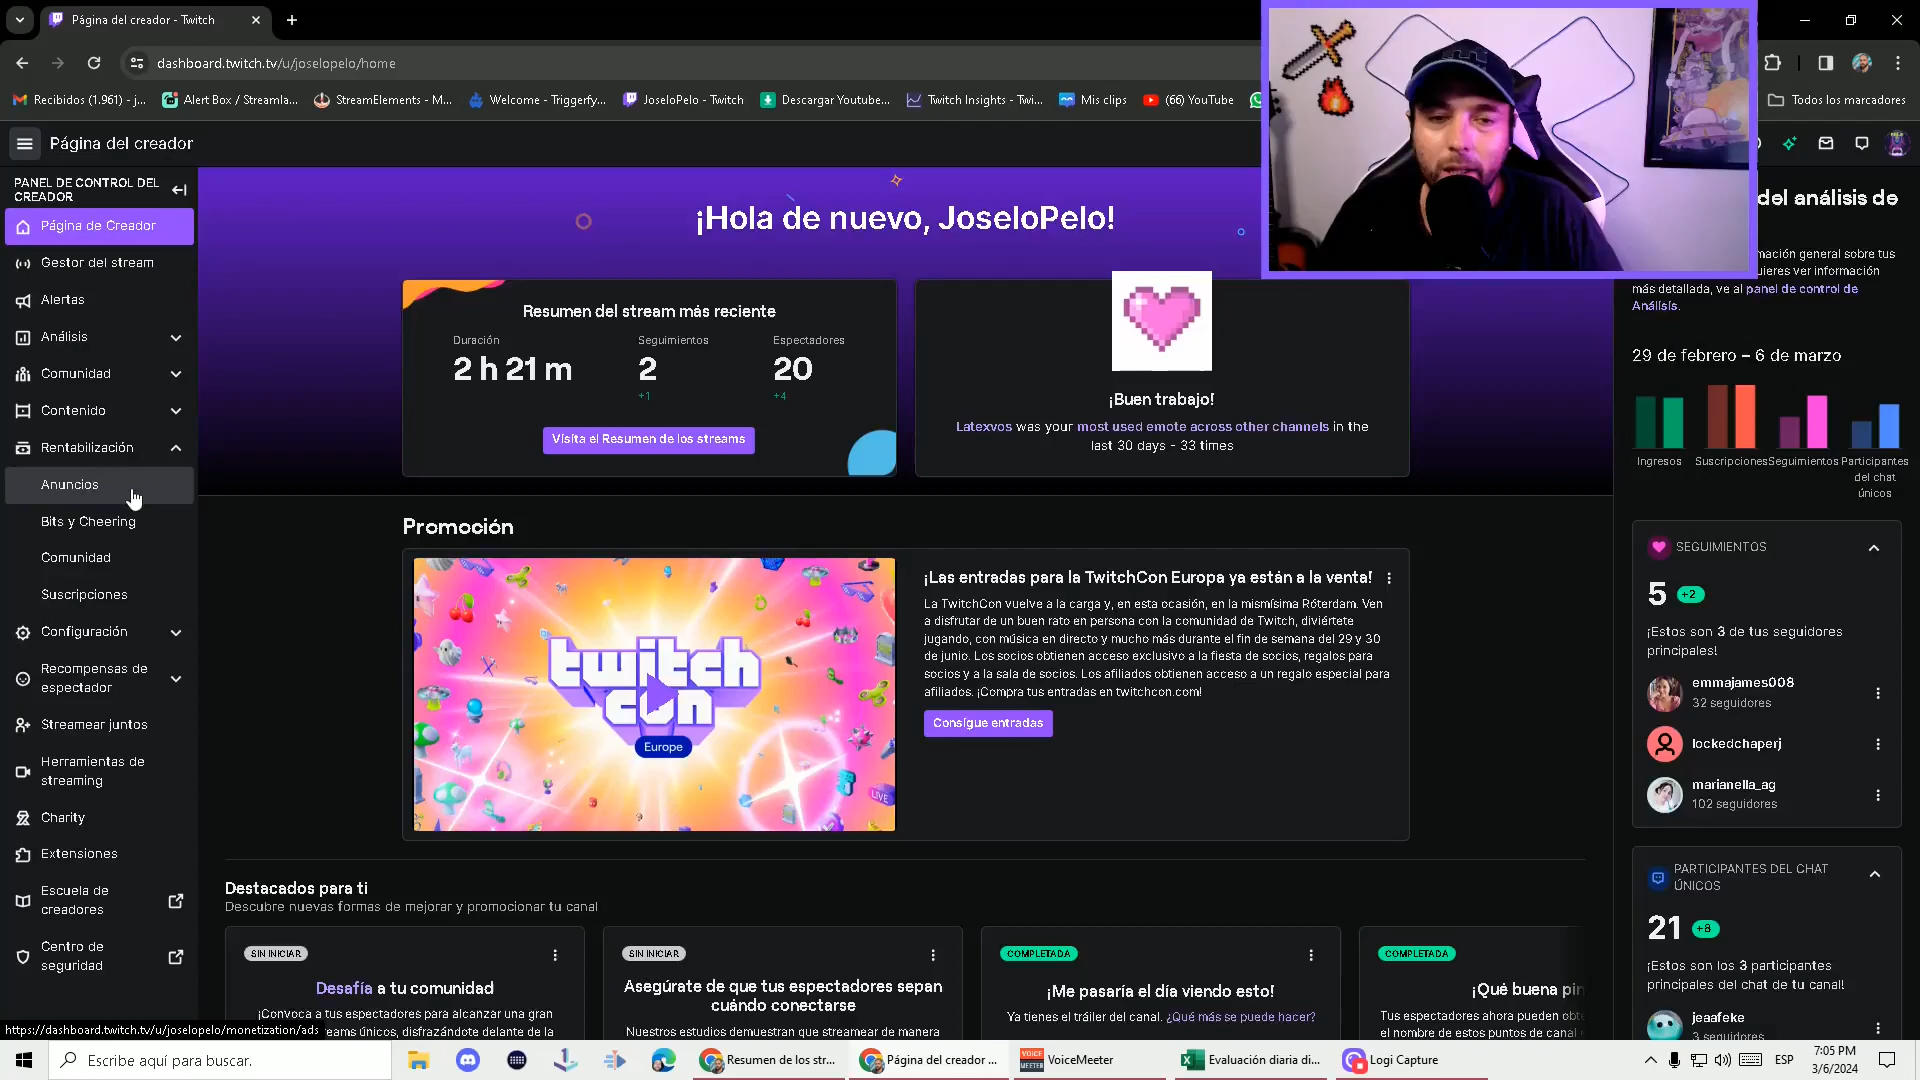 Página del creador - Twitch
dashboard.twitch.tv/u/joselopelo/home
Recibidos (1.961) - j...
Alert Box / Streamla...
StreamElements - M...
Welcome - Triggerfy...
JoseloPelo - Twitch
Descargar Youtube...
Twitch Insights - Twi...
Mis clips
(66) YouTube
Todos los marcadores
Página del creador
PANEL DE CONTROL DEL
CREADOR
Página de Creador
Gestor del stream
Alertas
Análisis
Comunidad
Contenido
Rentabilización
Anuncios
Bits y Cheering
Comunidad
Suscripciones
Configuración
Recompensas de
espectador
Streamear juntos
Herramientas de
streaming
Charity
Extensiones
Escuela de
creadores
Centro de
seguridad
https://dashboard.twitch.tv/u/joselopelo/monetization/ads
¡Hola de nuevo, JoseloPelo!
Resumen del stream más reciente
Duración
2 h 21 m
Seguimientos
2
+1
Espectadores
20
+4
Visita el Resumen de los streams
¡Buen trabajo!
Latexvos was your most used emote across other channels in the
last 30 days - 33 times
Promoción
twitch
con
Europe
LIVE
¡Las entradas para la TwitchCon Europa ya están a la venta!
La TwitchCon vuelve a la carga y, en esta ocasión, en la mismísima Róterdam. Ven
a disfrutar de un buen rato en persona con la comunidad de Twitch, diviértete
jugando, con música en directo y mucho más durante el fin de semana del 29 y 30
de junio. Los socios obtienen acceso exclusivo a la fiesta de socios, regalos para
socios y a la sala de socios. Los afiliados obtienen acceso a un regalo especial para
afiliados. ¡Compra tus entradas en twitchcon.com!
Consigue entradas
Destacados para ti
Descubre nuevas formas de mejorar y promocionar tu canal
SIN INICIAR
Desafía a tu comunidad
¡Convoca a tus espectadores para alcanzar una gran
reams únicos, disfrazándote delante de la
SIN INICIAR
Asegúrate de que tus espectadores sepan
cuándo conectarse
Nuestros estudios demuestran que streamear de manera
COMPLETADA
¡Me pasaría el día viendo esto!
Ya tienes el tráiler del canal. ¿Qué más se puede hacer?
COMPLETADA
¡Qué buena pin
Tus espectadores ahora pueden obte
el nombre de estos puntos de canal
del análisis de
mación general sobre tus
uieres ver información
más detallada, ve al panel de control de
Análisis.
29 de febrero – 6 de marzo
Ingresos
Suscripciones
Seguimientos
Participantes
del chat
únicos
SEGUIMIENTOS
5 +2
¡Estos son 3 de tus seguidores
principales!
emmajames008
32 seguidores
lockedchaperj
marianella_ag
102 seguidores
PARTICIPANTES DEL CHAT
ÚNICOS
21 +8
¡Estos son los 3 participantes
principales del chat de tu canal!
jeaafeke
3 seguidores
Escribe aquí para buscar.
Resumen de los str...
Página del creador ...
VOICE
MEETER
VoiceMeeter
Evaluación diaria di...
Logi Capture
ESP
7:05 PM
3/6/2024